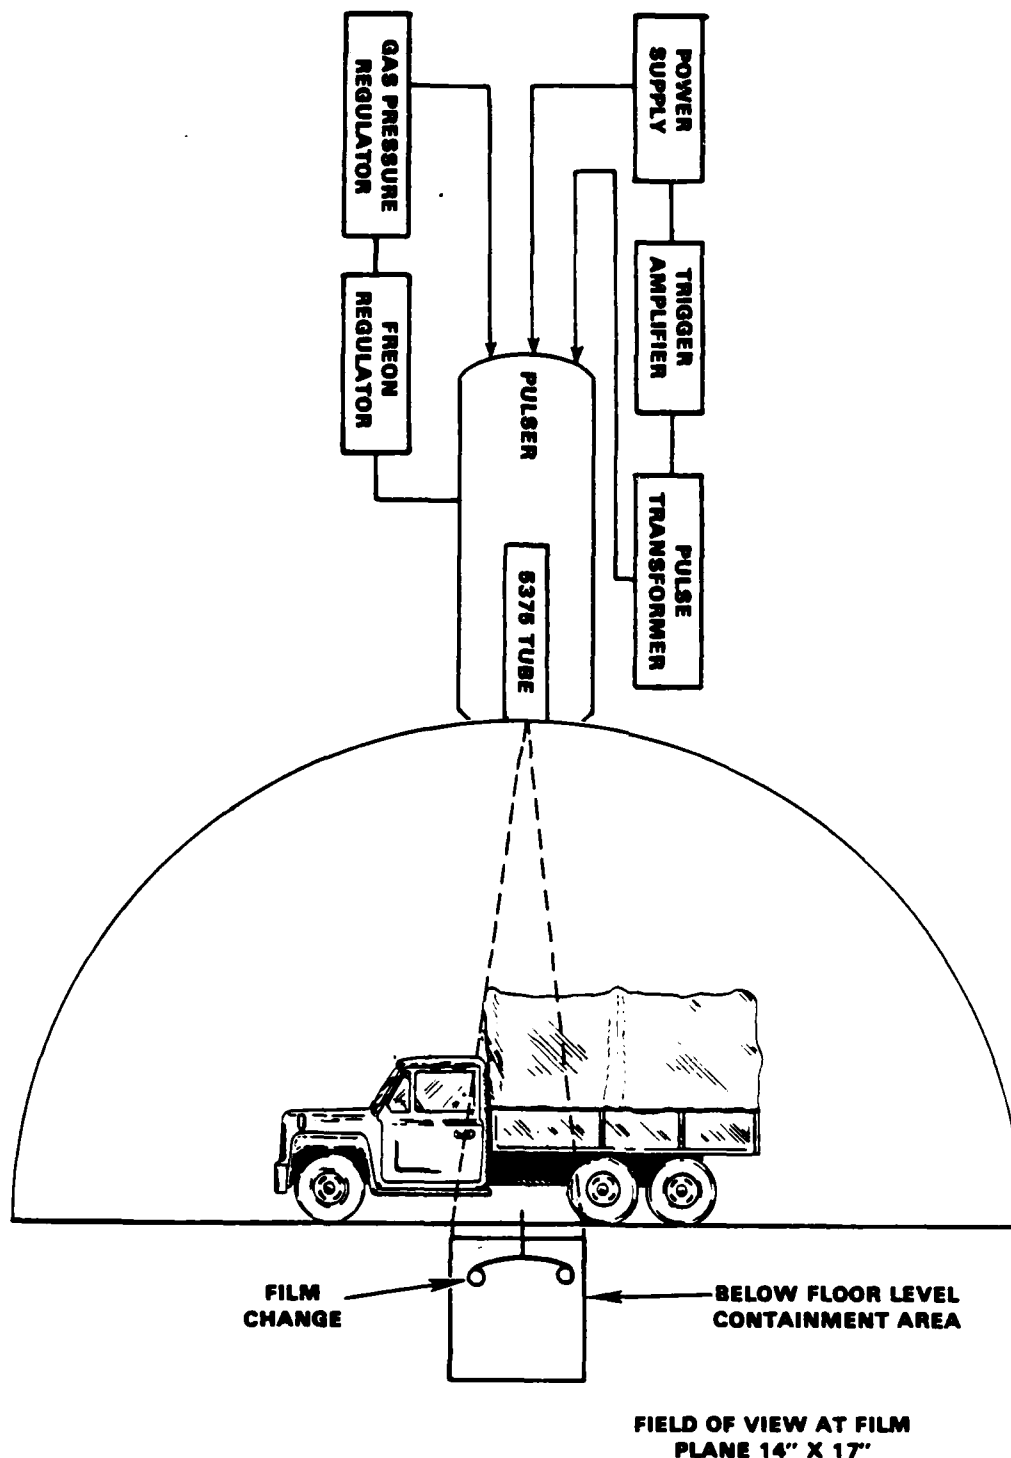 GAS PRESSURE
REGULATOR
FREON
REGULATOR
POWER
SUPPLY
TRIGGER
AMPLIFIER
PULSE
TRANSFORMER
PULSER
5375 TUBE
FILM
CHANGE
BELOW FLOOR LEVEL
CONTAINMENT AREA
FIELD OF VIEW AT FILM
PLANE 14" X 17"